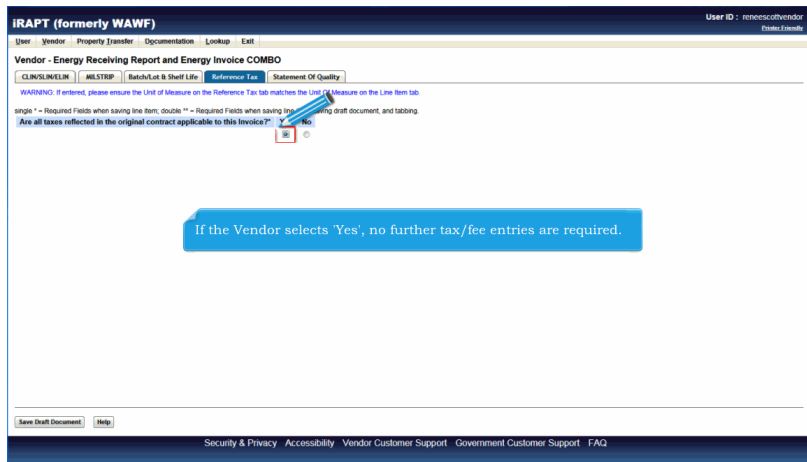 iRAPT (formerly WAWF)
User ID : reneescottvendor
Printer Friendly
User Vendor Property Transfer Documentation Lookup Exit
Vendor - Energy Receiving Report and Energy Invoice COMBO
CLIN/SLIN/ELIN MILSTRIP Batch/Lot & Shelf Life Reference Tax Statement Of Quality
WARNING: If entered, please ensure the Unit of Measure on the Reference Tax tab matches the Unit Of Measure on the Line Item tab.
single * = Required Fields when saving line item; double ** = Required Fields when saving line draft document, and tabbing.
Are all taxes reflected in the original contract applicable to this Invoice?* No
If the Vendor selects 'Yes', no further tax/fee entries are required.
Save Draft Document Help
Security & Privacy Accessibility Vendor Customer Support Government Customer Support FAQ